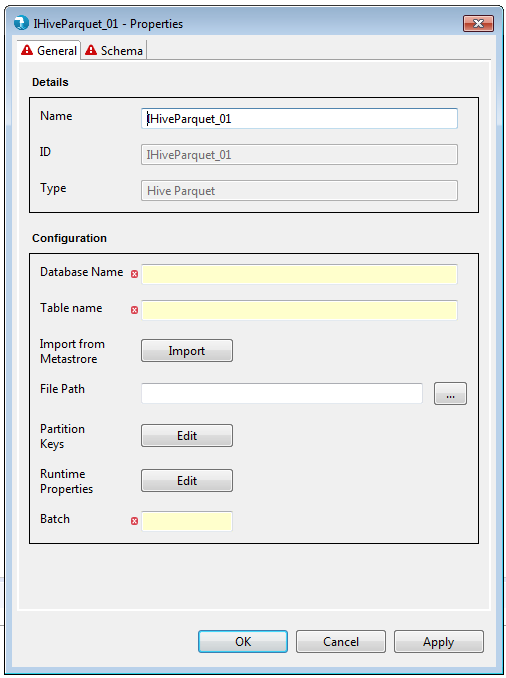 IHiveParquet_01 - Properties
General Schema
Details
Name IHiveParquet_01
ID IHiveParquet_01
Type Hive Parquet
Configuration
Database Name
Table name
Import from
Metastrore
Import
File Path ...
Partition
Keys
Edit
Runtime
Properties
Edit
Batch
OK Cancel Apply